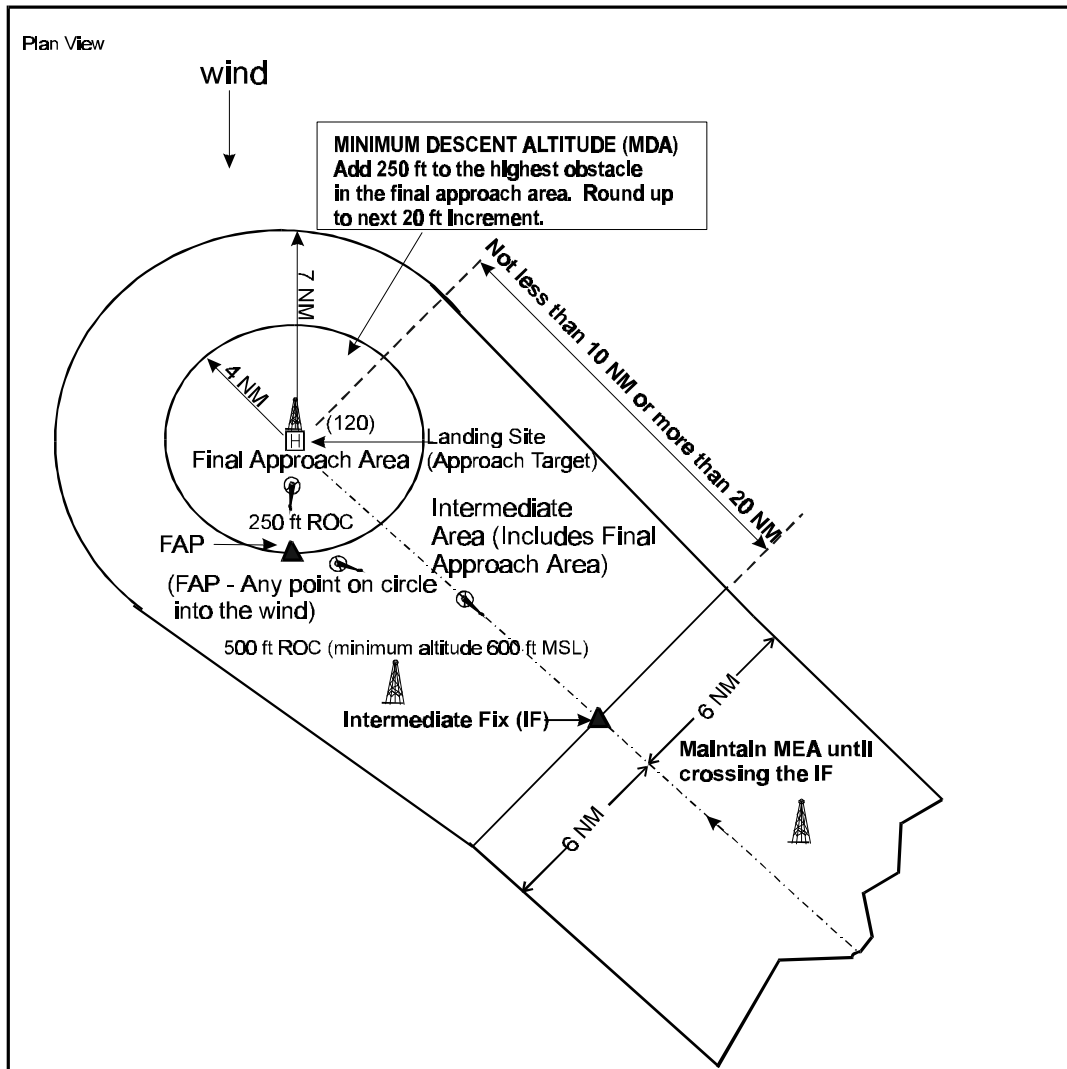 Plan View
wind
MINIMUM DESCENT ALTITUDE (MDA)
Add 250 ft to the highest obstacle
in the final approach area. Round up
to next 20 ft Increment.
Not less than 10 NM or more than 20 NM
7 NM
4 NM
(120)
H
Landing Site
(Approach Target)
Final Approach Area
Intermediate
Area (Includes Final
Approach Area)
250 ft ROC
FAP
(FAP - Any point on circle
into the wind)
500 ft ROC (minimum altitude 600 ft MSL)
Intermediate Fix (IF)
6 NM
Maintain MEA until
crossing the IF
6 NM